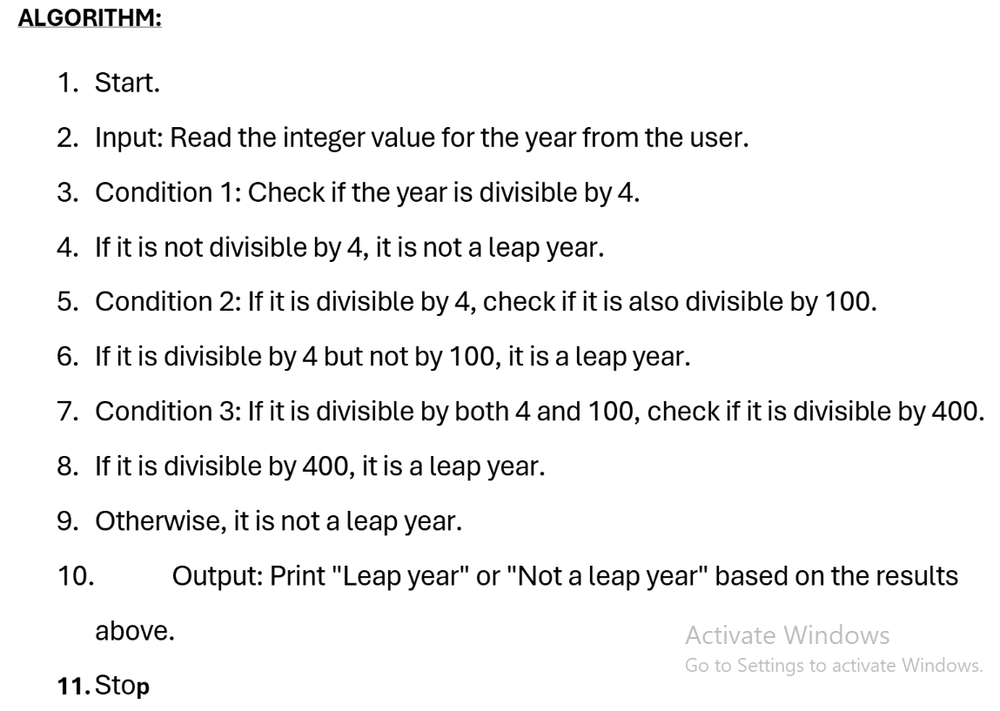 ALGORITHM:
1. Start.
2. Input: Read the integer value for the year from the user.
3. Condition 1: Check if the year is divisible by 4.
4. If it is not divisible by 4, it is not a leap year.
5. Condition 2: If it is divisible by 4, check if it is also divisible by 100.
6. If it is divisible by 4 but not by 100, it is a leap year.
7. Condition 3: If it is divisible by both 4 and 100, check if it is divisible by 400.
8. If it is divisible by 400, it is a leap year.
9. Otherwise, it is not a leap year.
10. Output: Print "Leap year" or "Not a leap year" based on the results
above.
Activate Windows
Go to Settings to activate Windows.
11. Stop